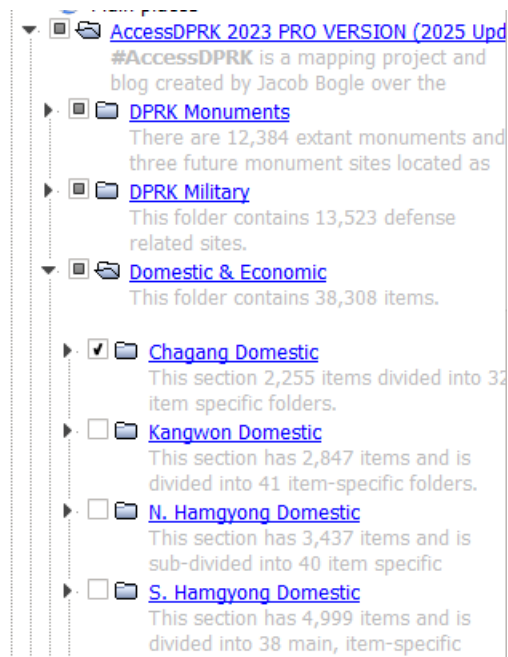 AccessDPRK 2023 PRO VERSION (2025 Upd
#AccessDPRK is a mapping project and
blog created by Jacob Bogle over the
DPRK Monuments
There are 12,384 extant monuments and
three future monument sites located as
DPRK Military
This folder contains 13,523 defense
related sites.
Domestic & Economic
This folder contains 38,308 items.
Chagang Domestic
This section 2,255 items divided into 32
item specific folders.
Kangwon Domestic
This section has 2,847 items and is
divided into 41 item-specific folders.
N. Hamgyong Domestic
This section has 3,437 items and is
sub-divided into 40 item specific
S. Hamgyong Domestic
This section has 4,999 items and is
divided into 38 main, item-specific